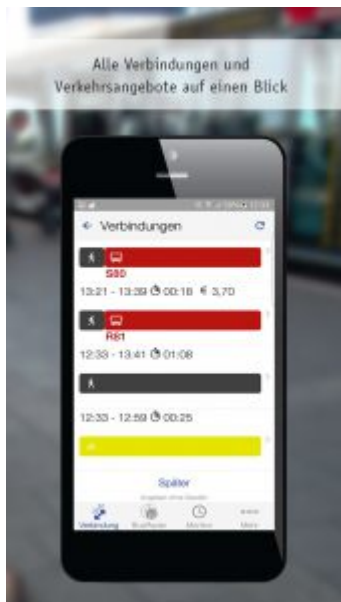 Alle Verbindungen und
Verkehrsangebote auf einen Blick
Verbindungen
S80
13:21 - 13:39 00:18 € 3,70
R81
12:33 - 13:41 01:08
12:33 - 12:59 00:25
Später
Verbindung Monitor Mehr